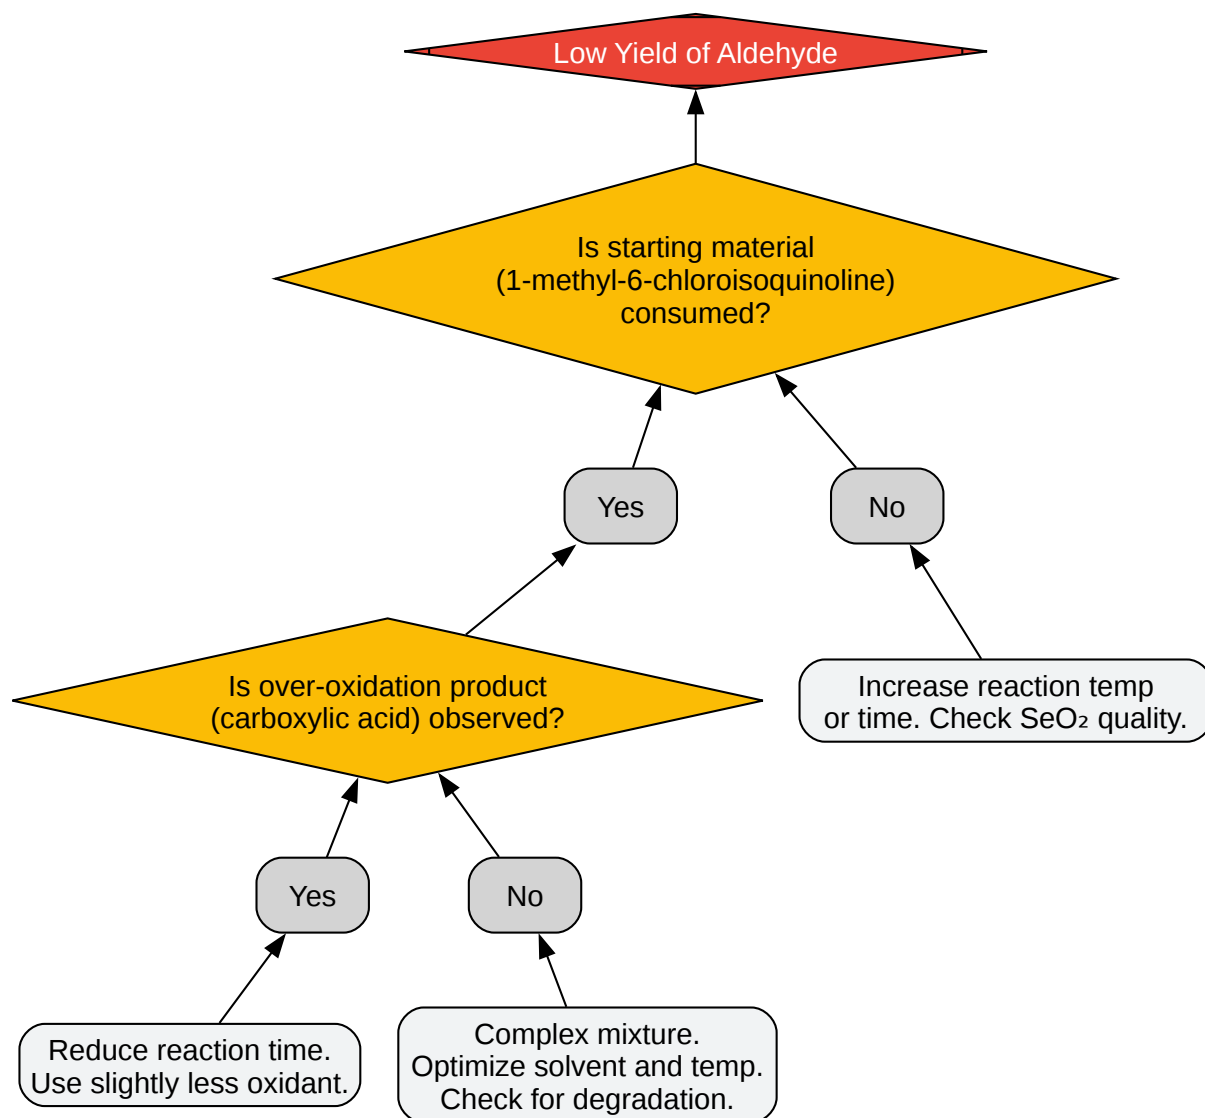 Low Yield of Aldehyde
Is starting material
(1-methyl-6-chloroisoquinoline)
consumed?
Yes
No
Is over-oxidation product
(carboxylic acid) observed?
Increase reaction temp
or time. Check SeO₂ quality.
Yes
No
Reduce reaction time.
Use slightly less oxidant.
Complex mixture.
Optimize solvent and temp.
Check for degradation.